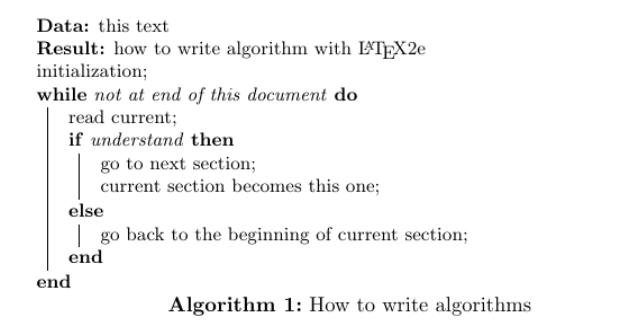 Data: this text
Result: how to write algorithm with LATEX2e
initialization;
while not at end of this document do
read current;
if understand then
go to next section;
current section becomes this one;
else
go back to the beginning of current section;
end
end
Algorithm 1: How to write algorithms